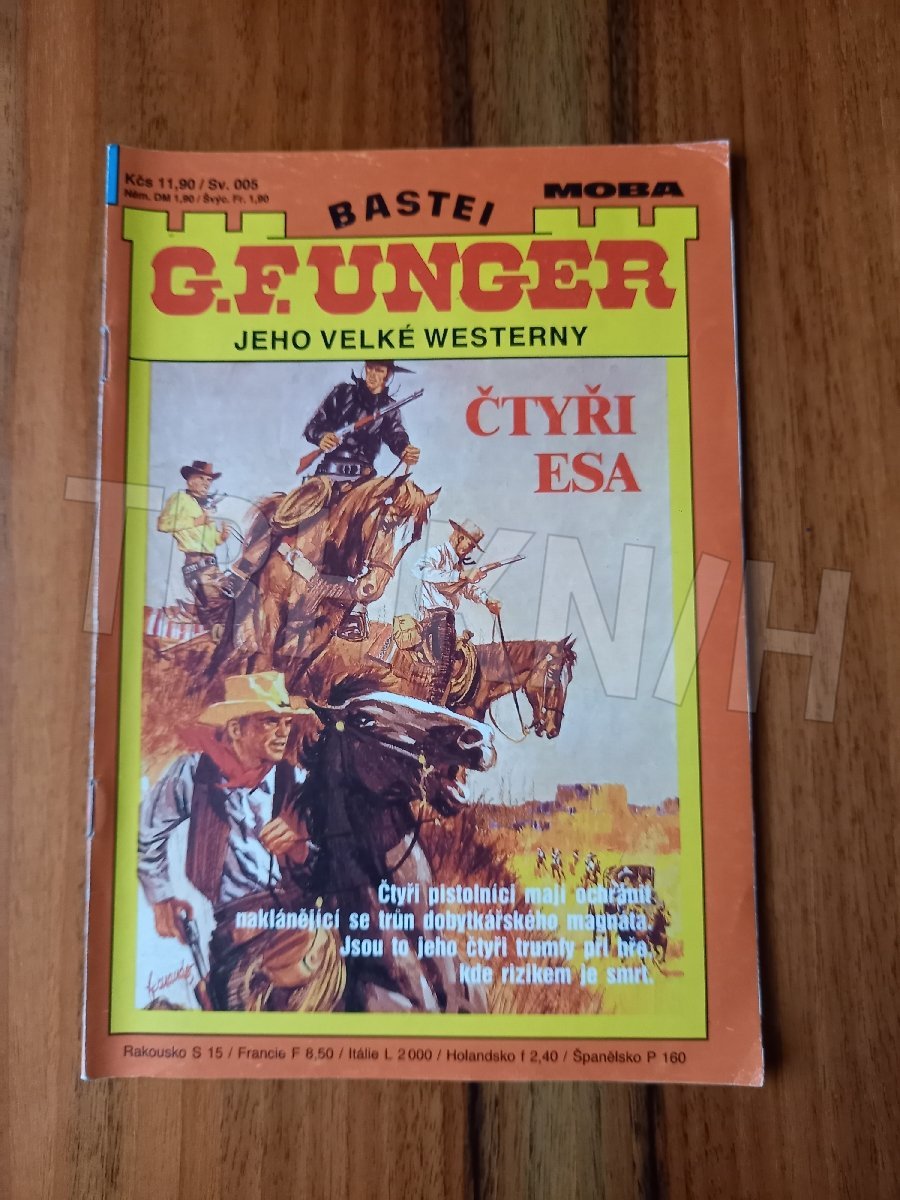 Kčs 11,90 / Sv. 005
Něm. DM 1,90 / Švýc. Fr. 1,90
BASTEI
MOBA
G.F. UNGER
JEHO VELKÉ WESTERNY
ČTYŘI
ESA
Čtyři pistolníci mají ochránit
naklánějící se trůn dobytkářského magnáta.
Jsou to jeho čtyři trumfy při hře,
kde rizikem je smrt.
Rakousko S 15 / Francie F 8,50 / Itálie L 2000 / Holandsko f 2,40 / Španělsko P 160